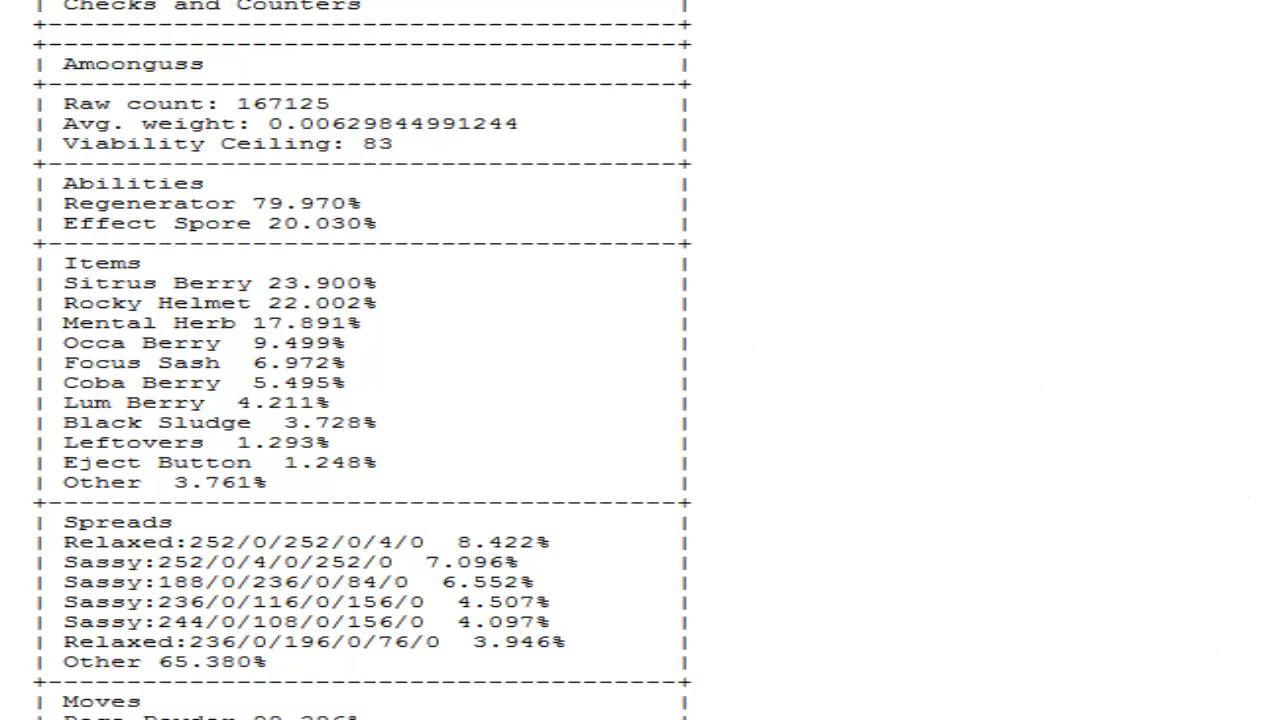 | Checks and Counters |
+----------------------------------------+
+----------------------------------------+
| Amoonguss |
+----------------------------------------+
| Raw count: 167125 |
| Avg. weight: 0.00629844991244 |
| Viability Ceiling: 83 |
+----------------------------------------+
| Abilities |
| Regenerator 79.970% |
| Effect Spore 20.030% |
+----------------------------------------+
| Items |
| Sitrus Berry 23.900% |
| Rocky Helmet 22.002% |
| Mental Herb 17.891% |
| Occa Berry  9.499% |
| Focus Sash  6.972% |
| Coba Berry  5.495% |
| Lum Berry  4.211% |
| Black Sludge  3.728% |
| Leftovers  1.293% |
| Eject Button  1.248% |
| Other  3.761% |
+----------------------------------------+
| Spreads |
| Relaxed:252/0/252/0/4/0  8.422% |
| Sassy:252/0/4/0/252/0  7.096% |
| Sassy:188/0/236/0/84/0  6.552% |
| Sassy:236/0/116/0/156/0  4.507% |
| Sassy:244/0/108/0/156/0  4.097% |
| Relaxed:236/0/196/0/76/0  3.946% |
| Other 65.380% |
+----------------------------------------+
| Moves |